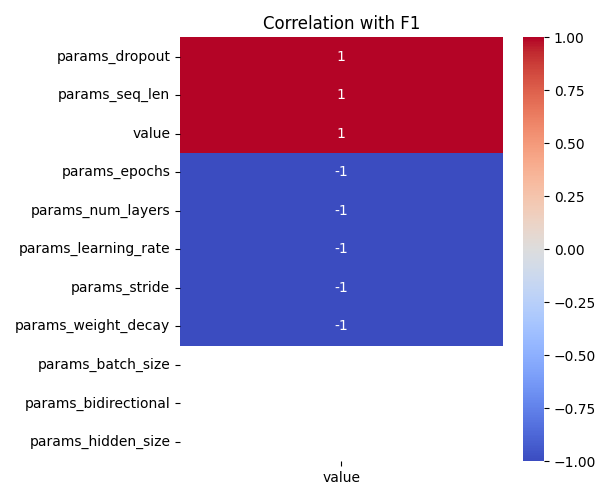 Correlation with F1
params_dropout 1
params_seq_len 1
value 1
params_epochs -1
params_num_layers -1
params_learning_rate -1
params_stride -1
params_weight_decay -1
params_batch_size
params_bidirectional
params_hidden_size
value
1.00
0.75
0.50
0.25
0.00
−0.25
−0.50
−0.75
−1.00